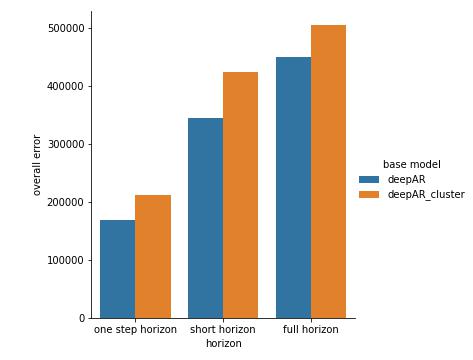 overall error
500000
400000
300000
200000
100000
0
one step horizon short horizon full horizon
horizon
base model
deepAR
deepAR_cluster